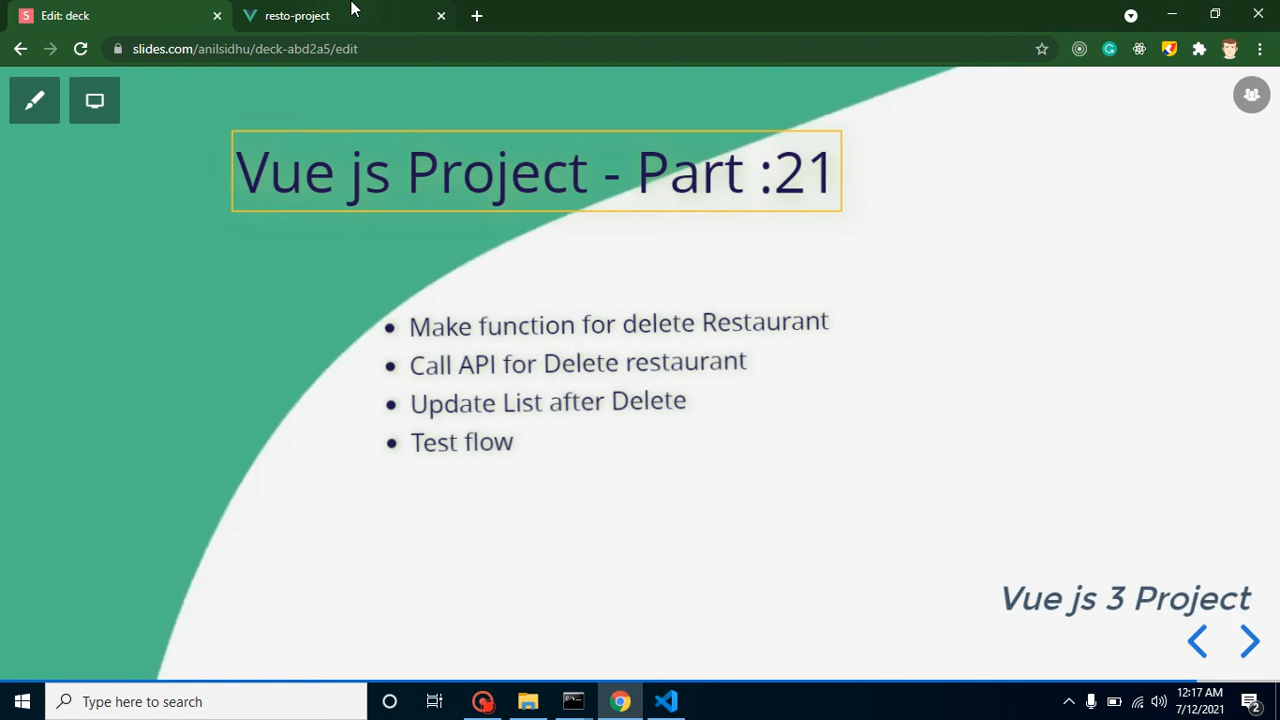 S Edit: deck
resto-project
slides.com/anilsidhu/deck-abd2a5/edit
Vue js Project - Part :21
Make function for delete Restaurant
Call API for Delete restaurant
Update List after Delete
Test flow
Vue js 3 Project
Type here to search
12:17 AM
7/12/2021
2